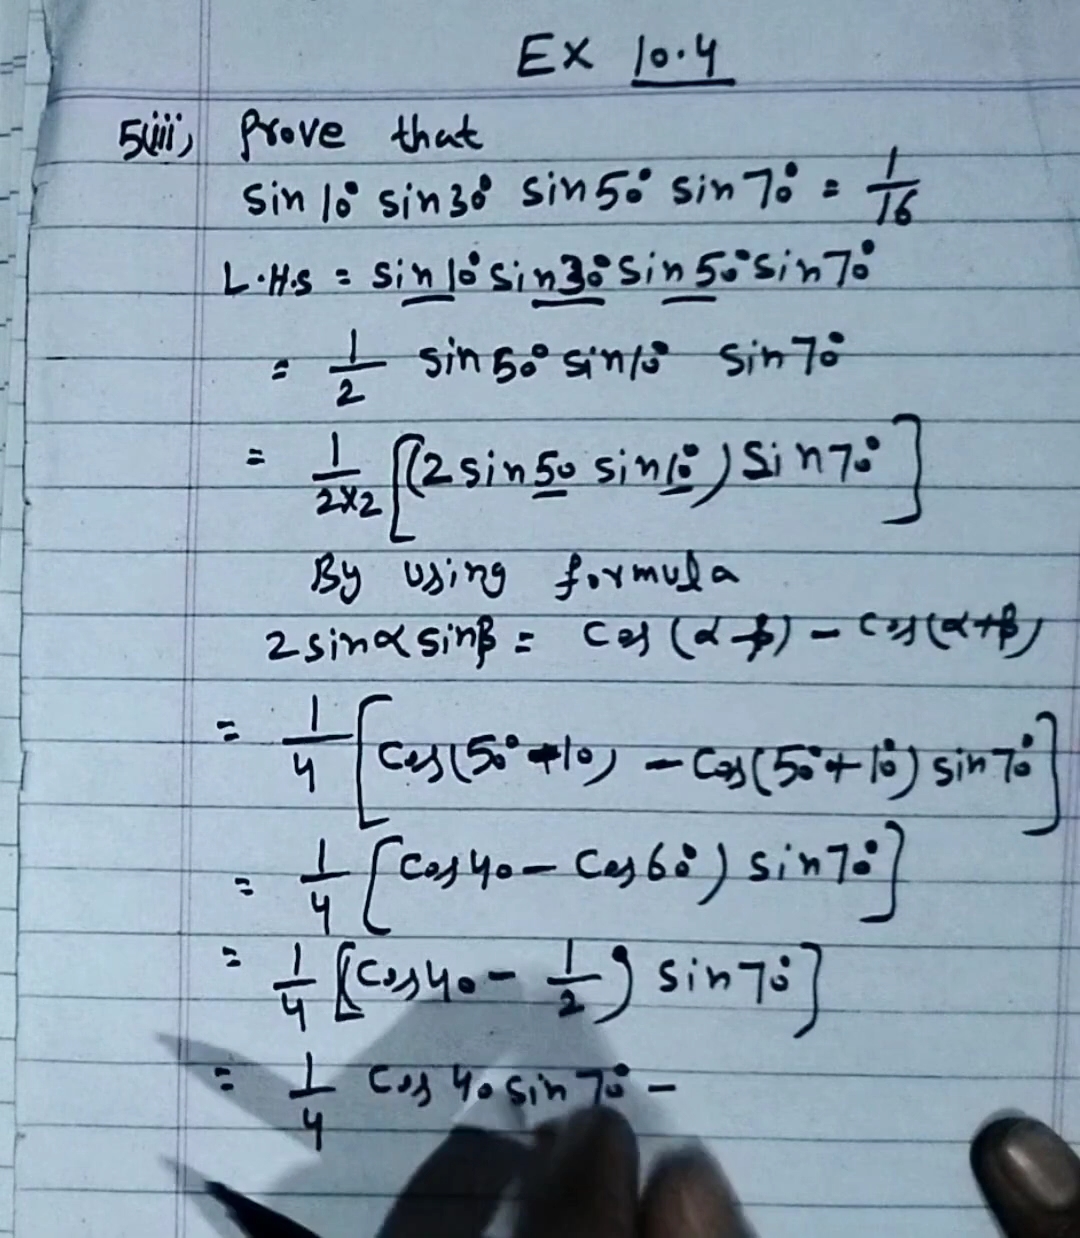 Ex 10.4
5(iii), Prove that
sin 10° sin 30° sin 50° sin 70° = 1/16
L.H.S = sin 10° sin 30° sin 50° sin 70°
= 1/2 sin 50° sin 10° sin 70°
= 1/2×2 [(2 sin 50 sin 10°) sin 70°]
By using formula
2 sin α sin β = cos (α-β) - cos (α+β)
= 1/4 [cos (50° - 10) - cos (50° + 10°) sin 70°]
= 1/4 [cos 40 - cos 60°) sin 70°]
= 1/4 [(cos 40 - 1/2) sin 70°]
= 1/4 cos 40 sin 70° -